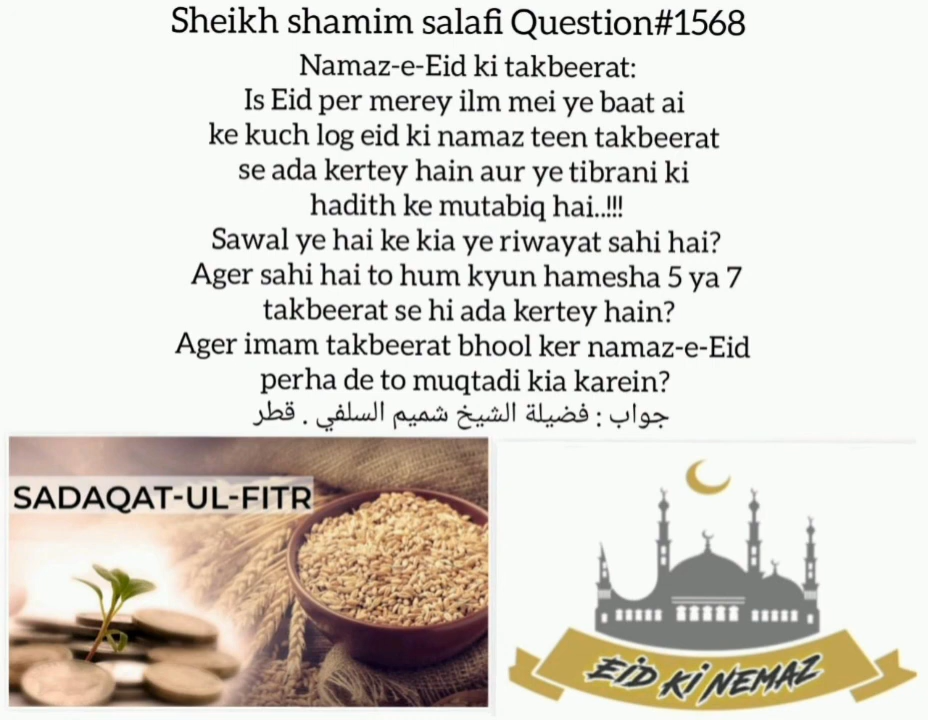 Sheikh shamim salafi Question#1568
Namaz-e-Eid ki takbeerat:
Is Eid per merey ilm mei ye baat ai
ke kuch log eid ki namaz teen takbeerat
se ada kertey hain aur ye tibrani ki
hadith ke mutabiq hai..!!!
Sawal ye hai ke kia ye riwayat sahi hai?
Ager sahi hai to hum kyun hamesha 5 ya 7
takbeerat se hi ada kertey hain?
Ager imam takbeerat bhool ker namaz-e-Eid
perha de to muqtadi kia karein?
جواب : فضيلة الشيخ شميم السلفي . قطر
SADAQAT-UL-FITR
EID KI NEMAZ